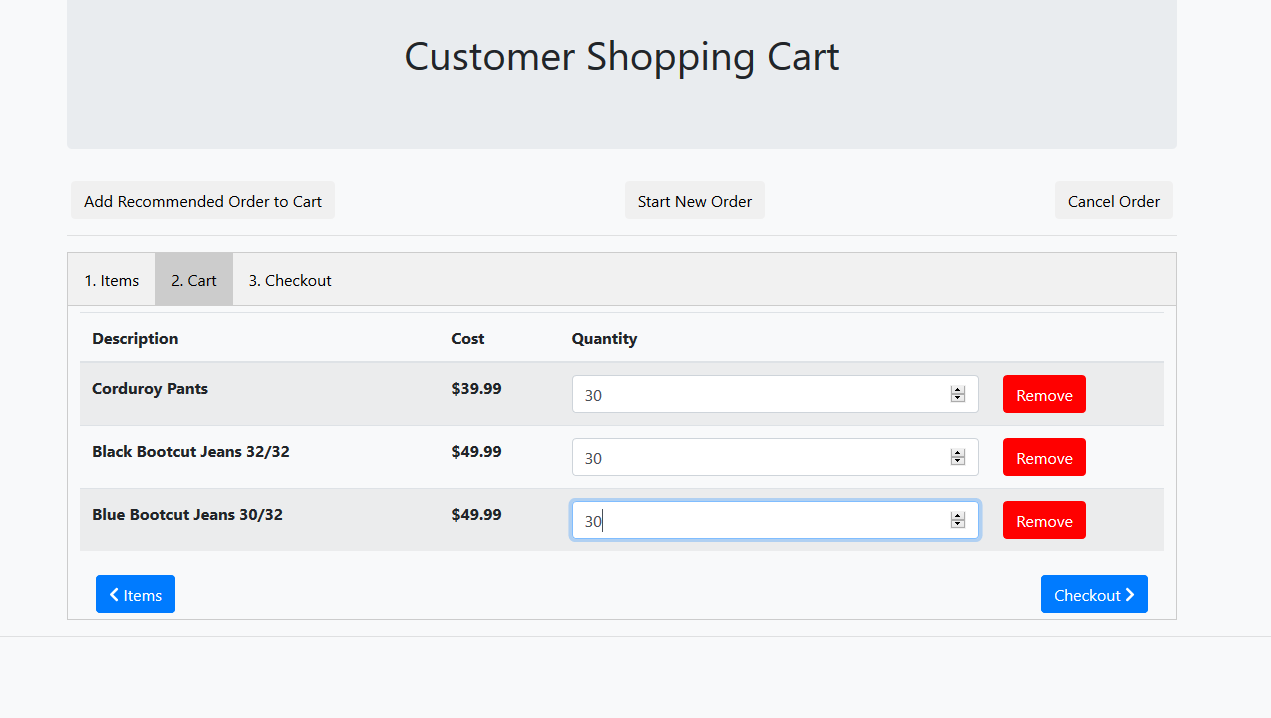 Customer Shopping Cart
Add Recommended Order to Cart Start New Order Cancel Order
1. Items 2. Cart 3. Checkout
Description Cost Quantity
Corduroy Pants $39.99 30 Remove
Black Bootcut Jeans 32/32 $49.99 30 Remove
Blue Bootcut Jeans 30/32 $49.99 30 Remove
Items Checkout